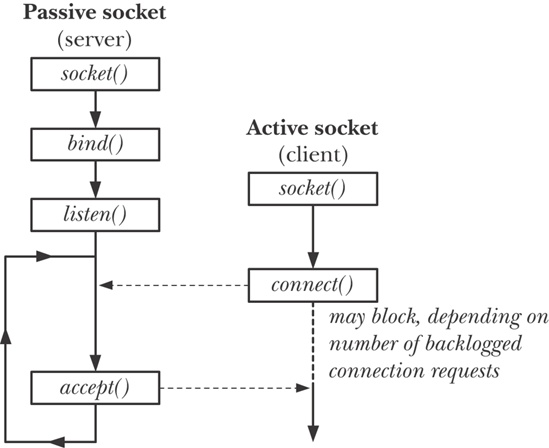 Passive socket
(server)
socket()
bind()
listen()
accept()
Active socket
(client)
socket()
connect()
may block, depending on
number of backlogged
connection requests